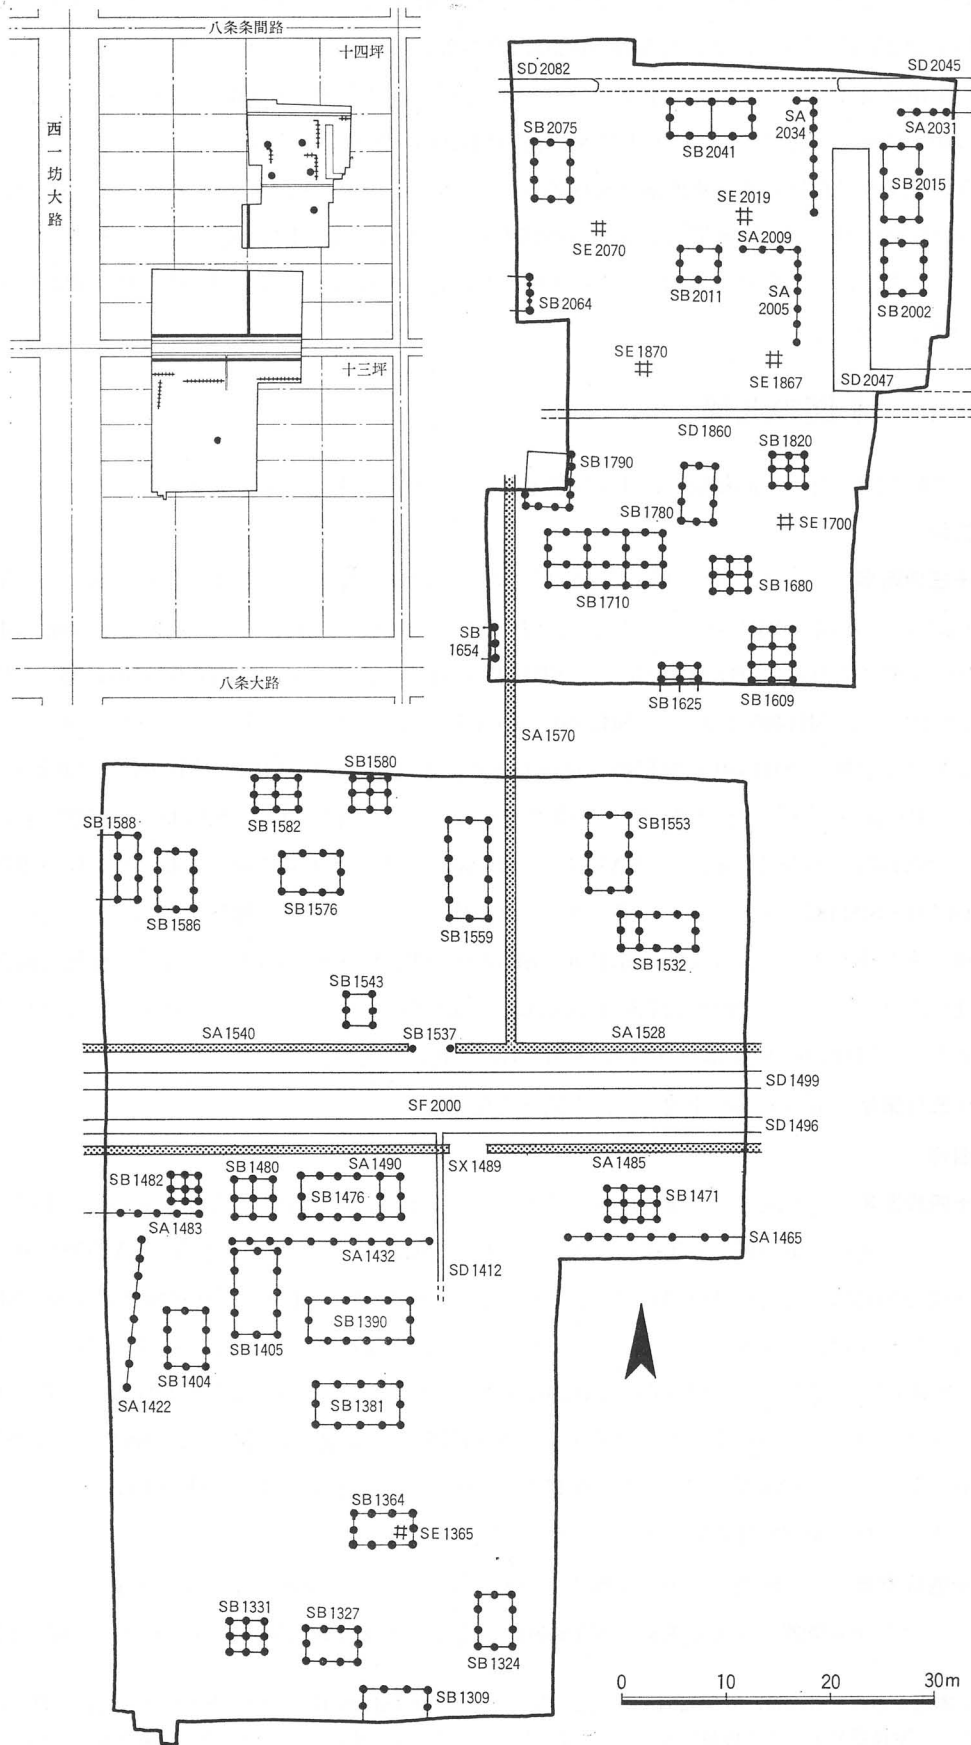 八条条間路
十四坪
西一坊大路
十三坪
八条大路
SD 2082
SD 2045
SB 2075
SB 2041
SA
2034
SA 2031
SB 2015
SE 2019
SE 2070
SA 2009
SB 2011
SA
2005
SB 2002
SB 2064
SE 1870
SE 1867
SD 2047
SD 1860
SB 1820
SB 1790
SB 1780
SE 1700
SB 1710
SB 1680
SB
1654
SB 1625
SB 1609
SA 1570
SB 1580
SB 1582
SB 1588
SB 1586
SB 1576
SB 1559
SB 1553
SB 1532
SB 1543
SA 1540
SB 1537
SA 1528
SD 1499
SF 2000
SD 1496
SB 1482
SB 1480
SA 1490
SX 1489
SA 1485
SB 1476
SB 1471
SA 1483
SA 1432
SA 1465
SD 1412
SB 1390
SB 1405
SB 1404
SA 1422
SB 1381
SB 1364
SE 1365
SB 1331
SB 1327
SB 1324
SB 1309
0 10 20 30m